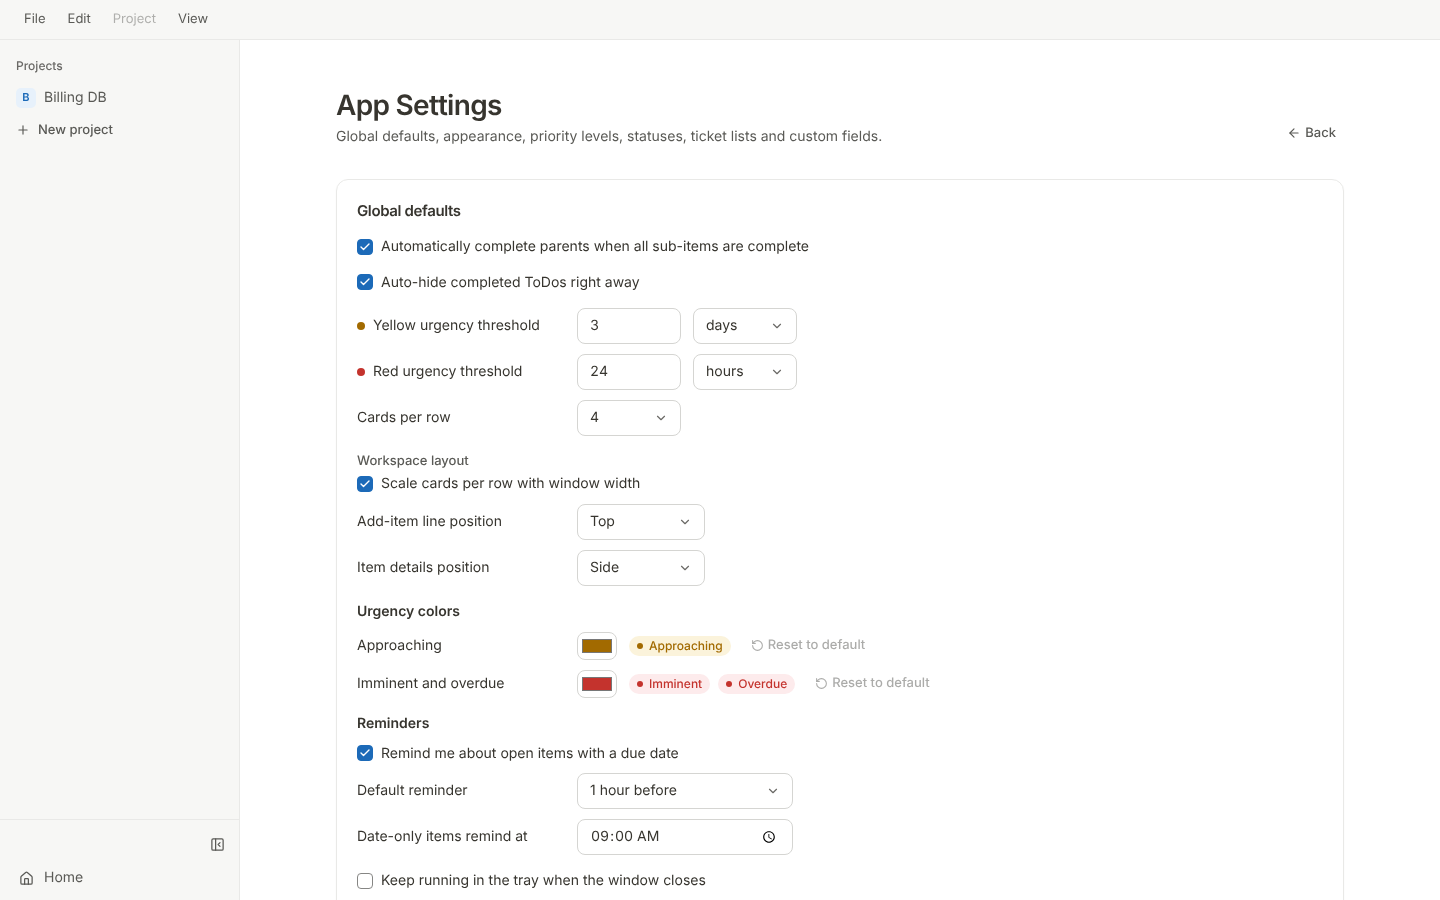 File Edit Project View
Projects
B Billing DB
New project
Home
App Settings
Global defaults, appearance, priority levels, statuses, ticket lists and custom fields.
Back
Global defaults
Automatically complete parents when all sub-items are complete
Auto-hide completed ToDos right away
Yellow urgency threshold 3 days
Red urgency threshold 24 hours
Cards per row 4
Workspace layout
Scale cards per row with window width
Add-item line position Top
Item details position Side
Urgency colors
Approaching Approaching Reset to default
Imminent and overdue Imminent Overdue Reset to default
Reminders
Remind me about open items with a due date
Default reminder 1 hour before
Date-only items remind at 09:00 AM
Keep running in the tray when the window closes